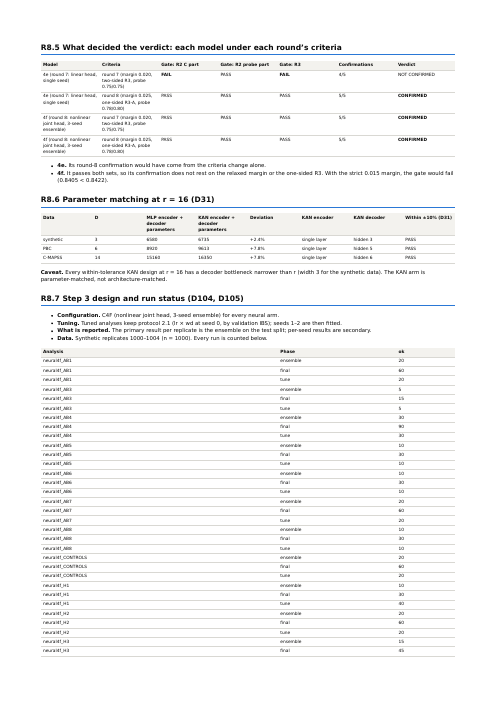 R8.5 What decided the verdict: each model under each round’s criteria
Model Criteria Gate: R2 C part Gate: R2 probe part Gate: R3 Confirmations Verdict
4e (round 7: linear head, single seed) round 7 (margin 0.020, two-sided R3, probe 0.75/0.75) FAIL PASS FAIL 4/5 NOT CONFIRMED
4e (round 7: linear head, single seed) round 8 (margin 0.025, one-sided R3-A, probe 0.78/0.80) PASS PASS PASS 5/5 CONFIRMED
4f (round 8: nonlinear joint head, 3-seed ensemble) round 7 (margin 0.020, two-sided R3, probe 0.75/0.75) PASS PASS PASS 5/5 CONFIRMED
4f (round 8: nonlinear joint head, 3-seed ensemble) round 8 (margin 0.025, one-sided R3-A, probe 0.78/0.80) PASS PASS PASS 5/5 CONFIRMED
• 4e. Its round-8 confirmation would have come from the criteria change alone.
• 4f. It passes both sets, so its confirmation does not rest on the relaxed margin or the one-sided R3. With the strict 0.015 margin, the gate would fail
(0.8405 < 0.8422).
R8.6 Parameter matching at r = 16 (D31)
Data D MLP encoder + decoder parameters KAN encoder + decoder parameters Deviation KAN encoder KAN decoder Within ±10% (D31)
synthetic 3 6580 6735 +2.4% single layer hidden 3 PASS
PBC 6 8920 9613 +7.8% single layer hidden 5 PASS
C-MAPSS 14 15160 16350 +7.8% single layer hidden 6 PASS
Caveat. Every within-tolerance KAN design at r = 16 has a decoder bottleneck narrower than r (width 3 for the synthetic data). The KAN arm is
parameter-matched, not architecture-matched.
R8.7 Step 3 design and run status (D104, D105)
• Configuration. C4F (nonlinear joint head, 3-seed ensemble) for every neural arm.
• Tuning. Tuned analyses keep protocol 2.1 (lr × wd at seed 0, by validation IBS); seeds 1–2 are then fitted.
• What is reported. The primary result per replicate is the ensemble on the test split; per-seed results are secondary.
• Data. Synthetic replicates 1000–1004 (n = 1000). Every run is counted below.
Analysis Phase ok
neural4f_AB1 ensemble 20
neural4f_AB1 final 60
neural4f_AB1 tune 20
neural4f_AB3 ensemble 5
neural4f_AB3 final 15
neural4f_AB3 tune 5
neural4f_AB4 ensemble 30
neural4f_AB4 final 90
neural4f_AB4 tune 30
neural4f_AB5 ensemble 10
neural4f_AB5 final 30
neural4f_AB5 tune 10
neural4f_AB6 ensemble 10
neural4f_AB6 final 30
neural4f_AB6 tune 10
neural4f_AB7 ensemble 20
neural4f_AB7 final 60
neural4f_AB7 tune 20
neural4f_AB8 ensemble 10
neural4f_AB8 final 30
neural4f_AB8 tune 10
neural4f_CONTROLS ensemble 20
neural4f_CONTROLS final 60
neural4f_CONTROLS tune 20
neural4f_H1 ensemble 10
neural4f_H1 final 30
neural4f_H1 tune 40
neural4f_H2 ensemble 20
neural4f_H2 final 60
neural4f_H2 tune 20
neural4f_H3 ensemble 15
neural4f_H3 final 45